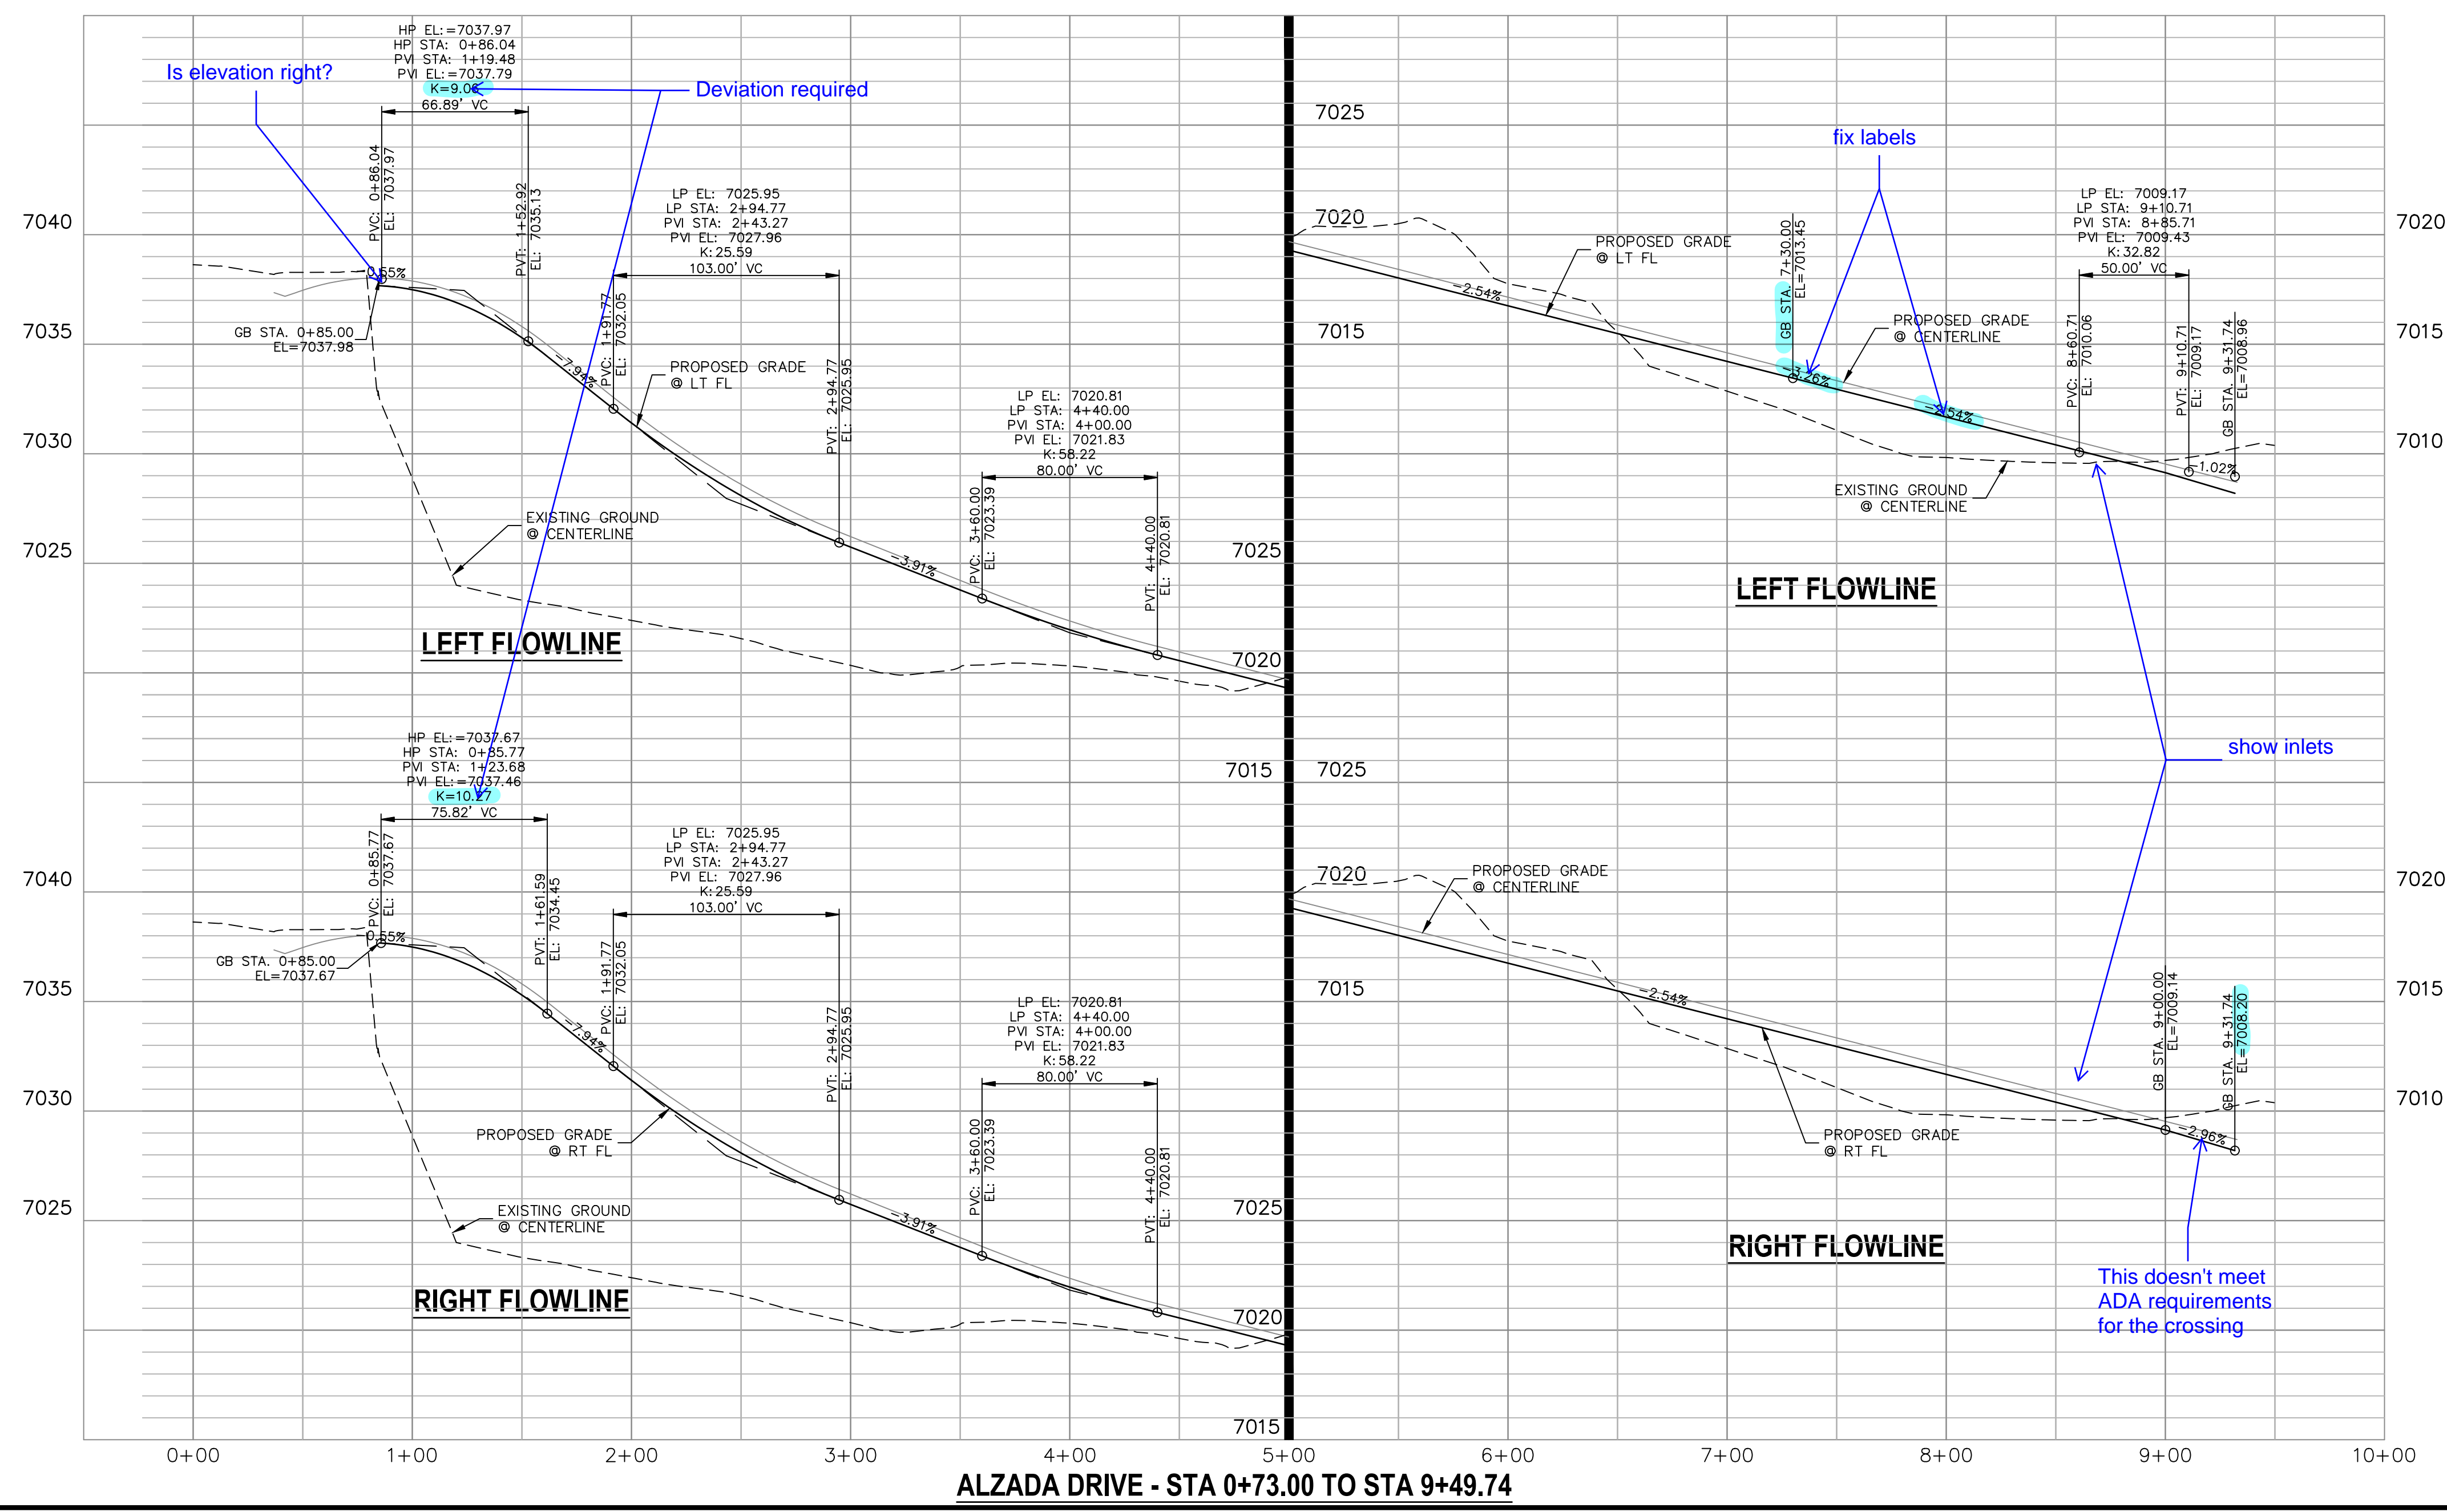 HP EL:=7037.97
HP STA: 0+86.04
PVI STA: 1+19.48
PVI EL:=7037.79
66.89' VC
Is elevation right?
Deviation required
PVC: 0+86.04
EL: 7037.97
PVT: 1+52.92
EL: 7035.13
LP EL: 7025.95
LP STA: 2+94.77
PVI STA: 2+43.27
PVI EL: 7027.96
K:25.59
103.00' VC
7040
7035
7030
7025
GB STA. 0+85.00
EL=7037.98
-7.94%
PVC: 1+91.77
EL: 7032.05
PROPOSED GRADE
@ LT FL
PVT: 2+94.77
EL: 7025.95
LP EL: 7020.81
LP STA: 4+40.00
PVI STA: 4+00.00
PVI EL: 7021.83
K:58.22
80.00' VC
EXISTING GROUND
@ CENTERLINE
-3.91%
PVC: 3+60.00
EL: 7023.39
PVT: 4+40.00
EL: 7020.81
7025
7020
7015
LEFT FLOWLINE
7025
7020
7015
fix labels
PROPOSED GRADE
@ LT FL
-2.54%
GB STA. 7+30.00
EL=7013.45
-3.26%
PROPOSED GRADE
@ CENTERLINE
-2.54%
LP EL: 7009.17
LP STA: 9+10.71
PVI STA: 8+85.71
PVI EL: 7009.43
K:32.82
50.00' VC
PVC: 8+60.71
EL: 7010.06
PVT: 9+10.71
EL: 7009.17
GB STA. 9+31.74
EL=7008.96
-1.02%
7020
7015
7010
EXISTING GROUND
@ CENTERLINE
LEFT FLOWLINE
show inlets
HP EL:=7037.67
HP STA: 0+85.77
PVI STA: 1+23.68
PVI EL:=7037.46
K=10.27
75.82' VC
PVC: 0+85.77
EL: 7037.67
PVT: 1+61.59
EL: 7034.45
LP EL: 7025.95
LP STA: 2+94.77
PVI STA: 2+43.27
PVI EL: 7027.96
K:25.59
103.00' VC
7040
7035
7030
7025
-0.55%
GB STA. 0+85.00
EL=7037.67
-7.94%
PVC: 1+91.77
EL: 7032.05
PVT: 2+94.77
EL: 7025.95
LP EL: 7020.81
LP STA: 4+40.00
PVI STA: 4+00.00
PVI EL: 7021.83
K:58.22
80.00' VC
PROPOSED GRADE
@ RT FL
EXISTING GROUND
@ CENTERLINE
-3.91%
PVC: 3+60.00
EL: 7023.39
PVT: 4+40.00
EL: 7020.81
7025
7020
7015
RIGHT FLOWLINE
7025
7020
7015
PROPOSED GRADE
@ CENTERLINE
-2.54%
PROPOSED GRADE
@ RT FL
GB STA. 9+00.00
EL=7009.14
GB STA. 9+31.74
EL=7008.20
-2.96%
7020
7015
7010
RIGHT FLOWLINE
This doesn't meet
ADA requirements
for the crossing
0+00
1+00
2+00
3+00
4+00
5+00
6+00
7+00
8+00
9+00
10+00
ALZADA DRIVE - STA 0+73.00 TO STA 9+49.74